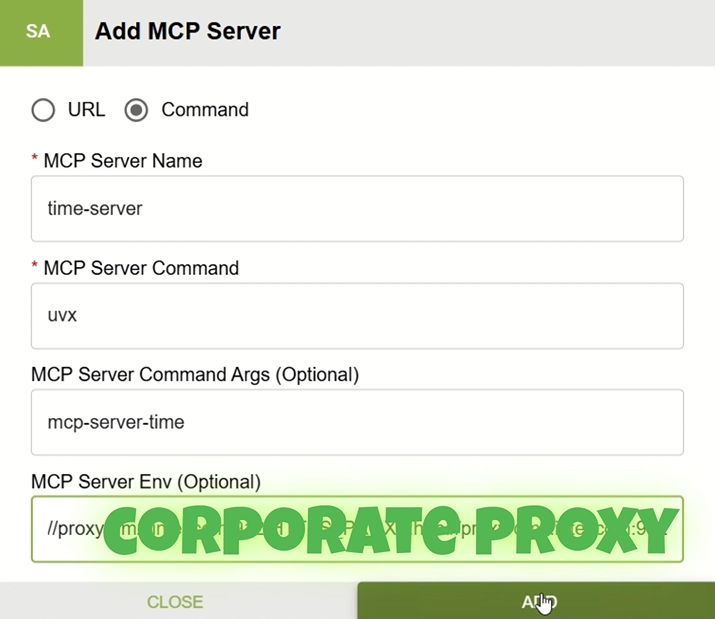 SA
Add MCP Server
URL
Command
* MCP Server Name
time-server
* MCP Server Command
uvx
MCP Server Command Args (Optional)
mcp-server-time
MCP Server Env (Optional)
//proxy
CORPORATE PROXY
CLOSE
ADD